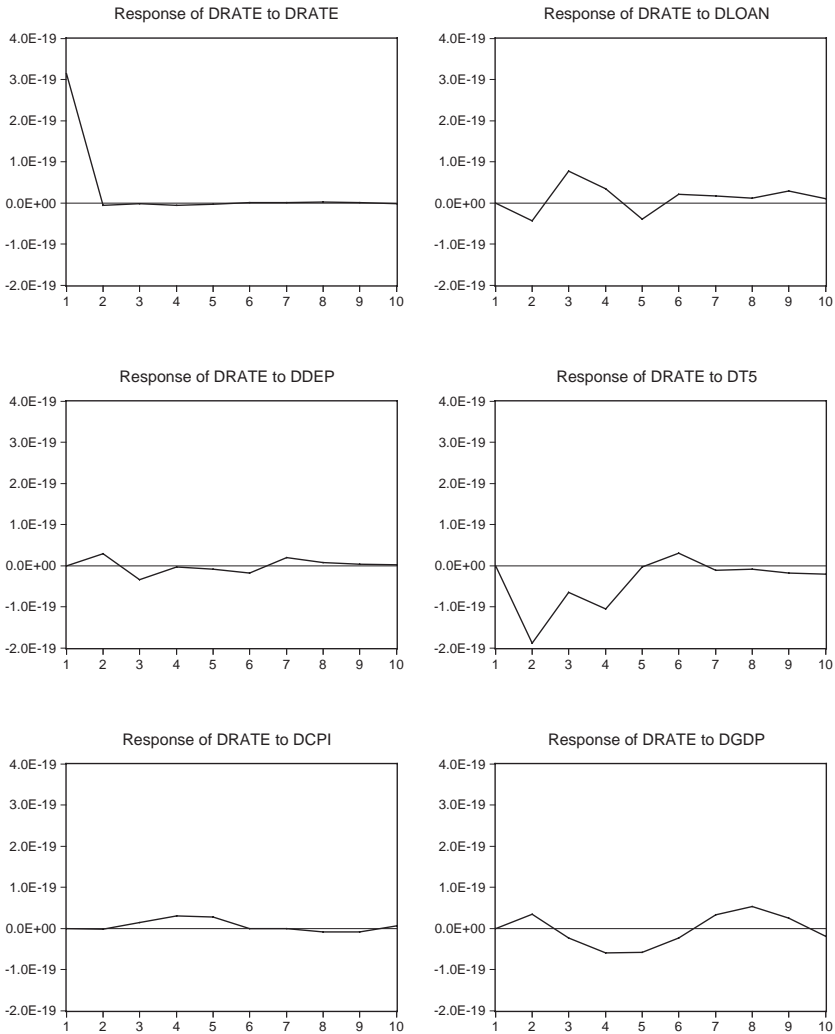 Response of DRATE to DRATE
4.0E-19
3.0E-19
2.0E-19
1.0E-19
0.0E+00
-1.0E-19
-2.0E-19
1 2 3 4 5 6 7 8 9 10
Response of DRATE to DLOAN
4.0E-19
3.0E-19
2.0E-19
1.0E-19
0.0E+00
-1.0E-19
-2.0E-19
1 2 3 4 5 6 7 8 9 10
Response of DRATE to DDEP
4.0E-19
3.0E-19
2.0E-19
1.0E-19
0.0E+00
-1.0E-19
-2.0E-19
1 2 3 4 5 6 7 8 9 10
Response of DRATE to DT5
4.0E-19
3.0E-19
2.0E-19
1.0E-19
0.0E+00
-1.0E-19
-2.0E-19
1 2 3 4 5 6 7 8 9 10
Response of DRATE to DCPI
4.0E-19
3.0E-19
2.0E-19
1.0E-19
0.0E+00
-1.0E-19
-2.0E-19
1 2 3 4 5 6 7 8 9 10
Response of DRATE to DGDP
4.0E-19
3.0E-19
2.0E-19
1.0E-19
0.0E+00
-1.0E-19
-2.0E-19
1 2 3 4 5 6 7 8 9 10